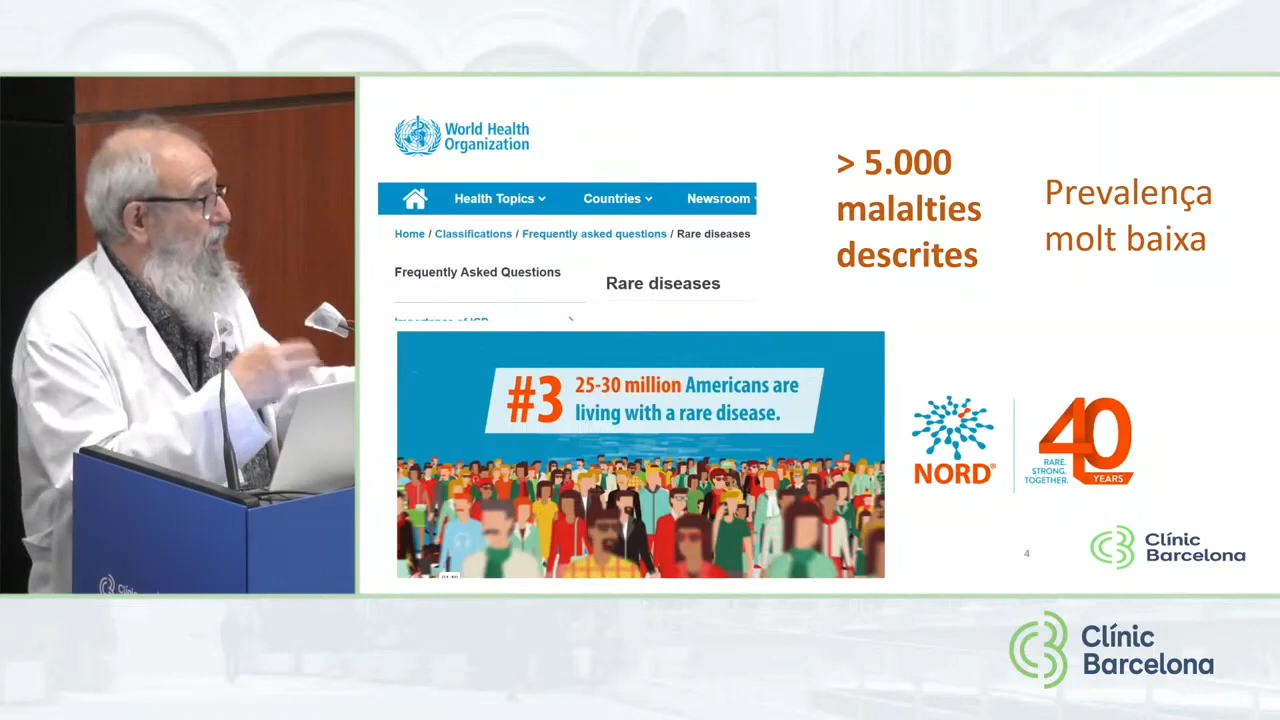 World Health
Organization
Health Topics
Countries
Newsroom
Home / Classifications / Frequently asked questions / Rare diseases
Frequently Asked Questions
Rare diseases
#3
25-30 million Americans are
living with a rare disease.
> 5.000
malalties
descrites
Prevalença
molt baixa
NORD®
40
RARE.
STRONG.
TOGETHER.
YEARS
4
Clínic
Barcelona
Clínic
Clínic
Barcelona